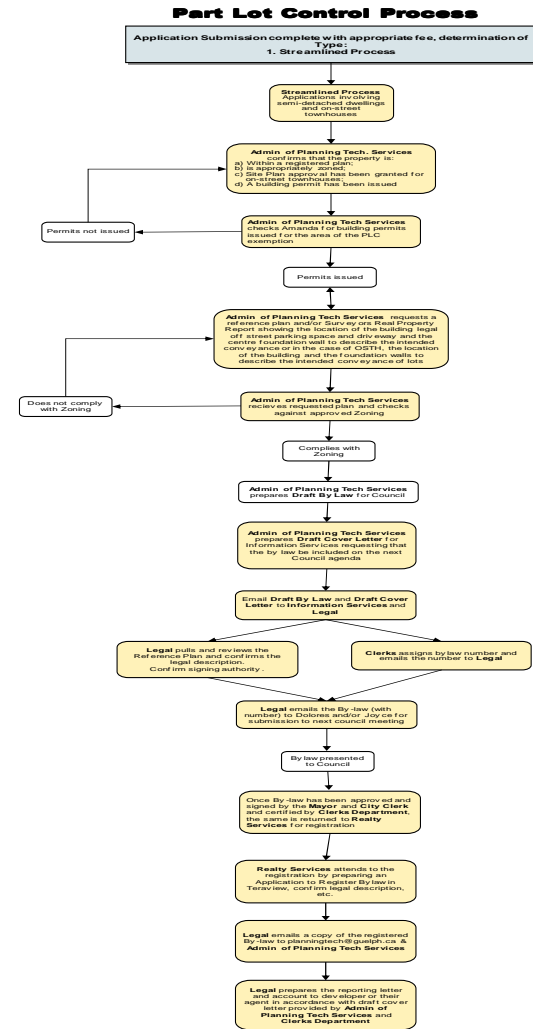 Part Lot Control Process
Application Submission complete with appropriate fee, determination of
Type:
1. Streamlined Process
Streamlined Process
Applications involving
semi-detached dwellings
and on-street
townhouses
Admin of Planning Tech. Services
confirms that the property is:
a) Within a registered plan;
b) is appropriately zoned;
c) Site Plan approval has been granted for
on-street townhouses;
d) A building permit has been issued
Permits not issued
Admin of Planning Tech Services
checks Amanda for building permits
issued for the area of the PLC
exemption
Permits issued
Admin of Planning Tech Services requests a
reference plan and/or Surveyors Real Property
Report showing the location of the building legal
off street parking space and driveway and the
centre foundation wall to describe the intended
conveyance or in the case of OSTH, the location
of the building and the foundation walls to
describe the intended conveyance of lots
Does not comply
with Zoning
Admin of Planning Tech Services
recieves requested plan and checks
against approved Zoning
Complies with
Zoning
Admin of Planning Tech Services
prepares Draft By Law for Council
Admin of Planning Tech Services
prepares Draft Cover Letter for
Information Services requesting that
the by law be included on the next
Council agenda
Email Draft By Law and Draft Cover
Letter to Information Services and
Legal
Legal pulls and reviews the
Reference Plan and confirms the
legal description.
Confirm signing authority.
Clerks assigns bylaw number and
emails the number to Legal
Legal emails the By-law (with
number) to Dolores and/or Joyce for
submission to next council meeting
By law presented
to Council
Once By-law has been approved and
signed by the Mayor and City Clerk
and certified by Clerks Department,
the same is returned to Realty
Services for registration
Realty Services attends to the
registration by preparing an
Application to Register Bylaw in
Teraview, confirm legal description,
etc.
Legal emails a copy of the registered
By-law to planningtech@guelph.ca &
Admin of Planning Tech Services
Legal prepares the reporting letter
and account to developer or their
agent in accordance with draft cover
letter provided by Admin of
Planning Tech Services and
Clerks Department